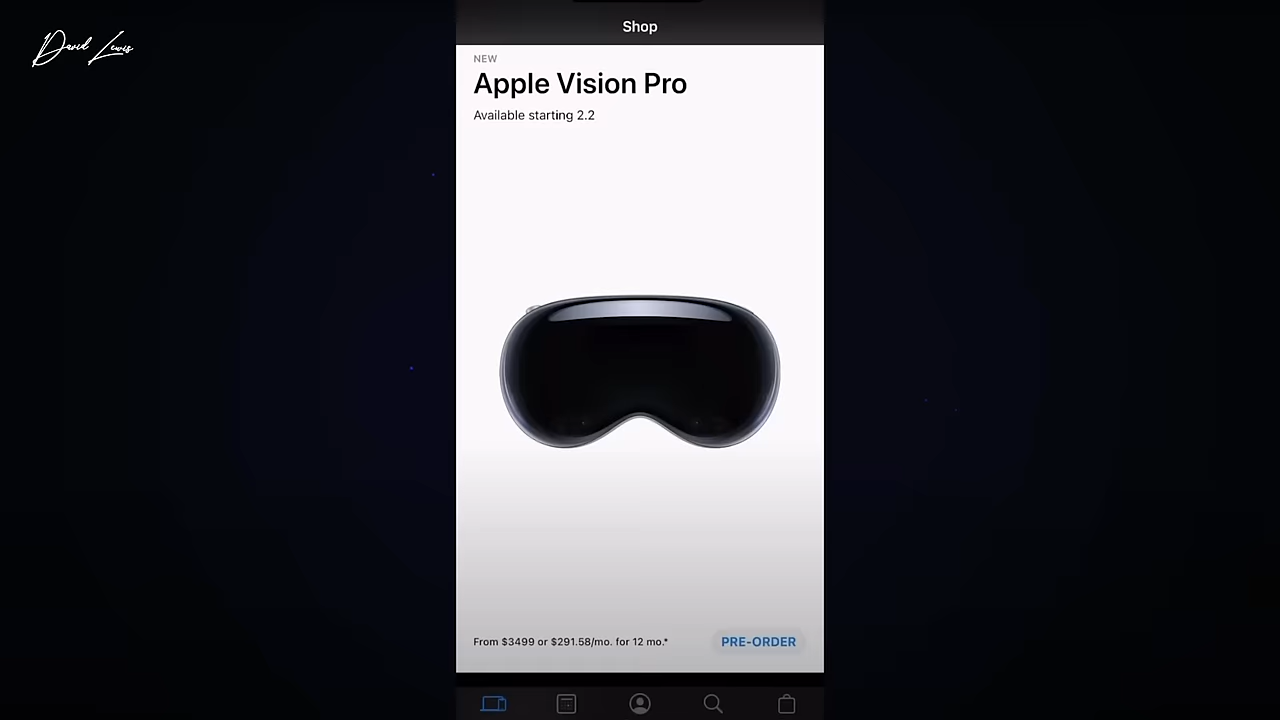 David Lewis
Shop
NEW
Apple Vision Pro
Available starting 2.2
From $3499 or $291.58/mo. for 12 mo.*
PRE-ORDER